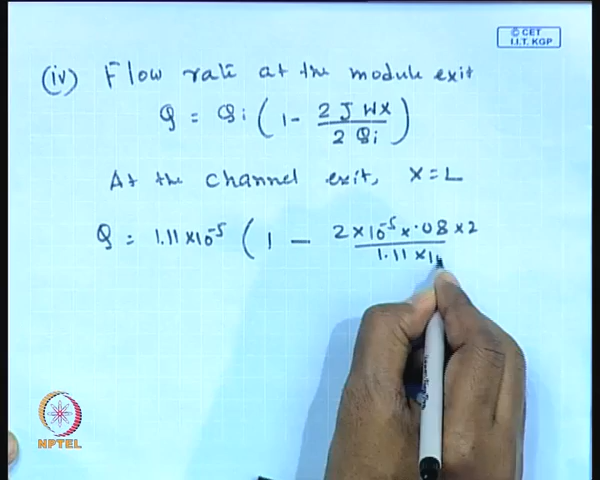 © CET
I.I.T. KGP
(iv) Flow rate at the module exit
Q = Qi ( 1 - 2 J W X / 2 Qi )
At the channel exit, X = L
Q = 1.11 × 10⁻⁵ ( 1 - 2 × 10⁻⁵ × .08 × 2 / 1.11 × 1
NPTEL